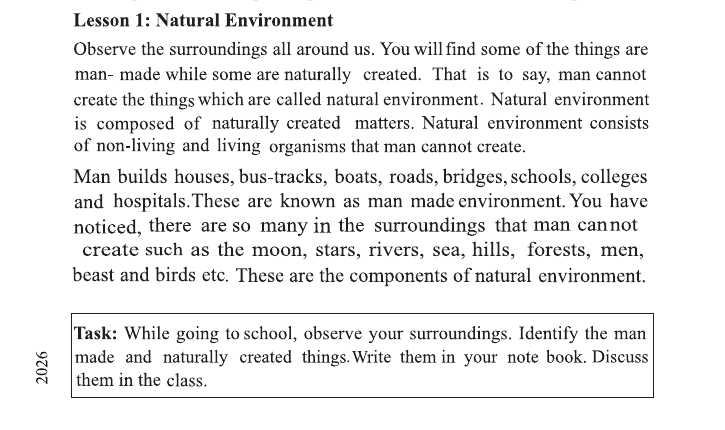 Lesson 1: Natural Environment
Observe the surroundings all around us. You will find some of the things are
man- made while some are naturally created. That is to say, man cannot
create the things which are called natural environment. Natural environment
is composed of naturally created matters. Natural environment consists
of non-living and living organisms that man cannot create.
Man builds houses, bus-tracks, boats, roads, bridges, schools, colleges
and hospitals. These are known as man made environment. You have
noticed, there are so many in the surroundings that man cannot
create such as the moon, stars, rivers, sea, hills, forests, men,
beast and birds etc. These are the components of natural environment.
Task: While going to school, observe your surroundings. Identify the man
made and naturally created things. Write them in your note book. Discuss
them in the class.
2026